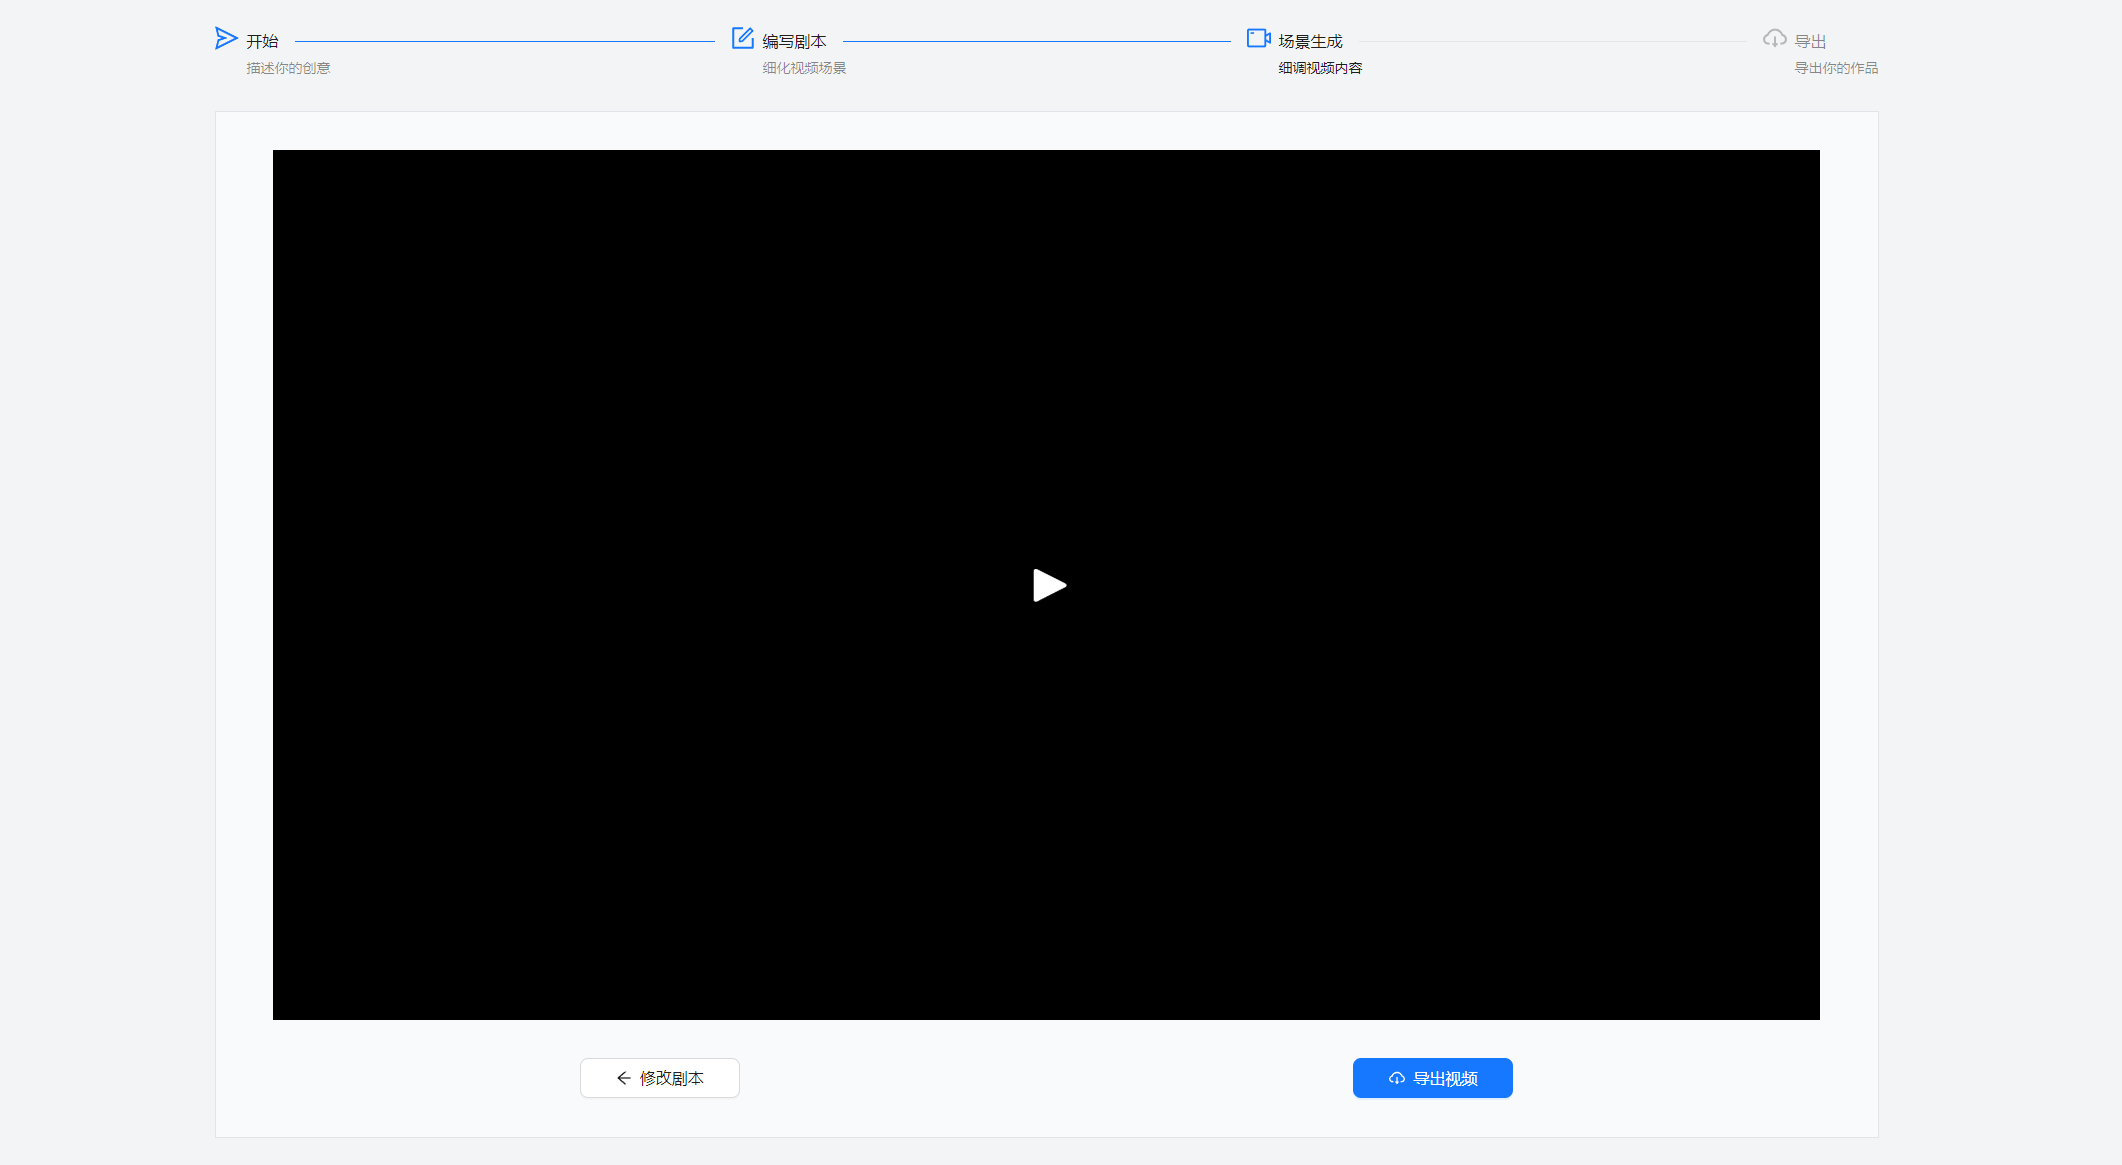 开始
描述你的创意
编写剧本
细化视频场景
场景生成
细调视频内容
导出
导出你的作品
修改剧本
导出视频